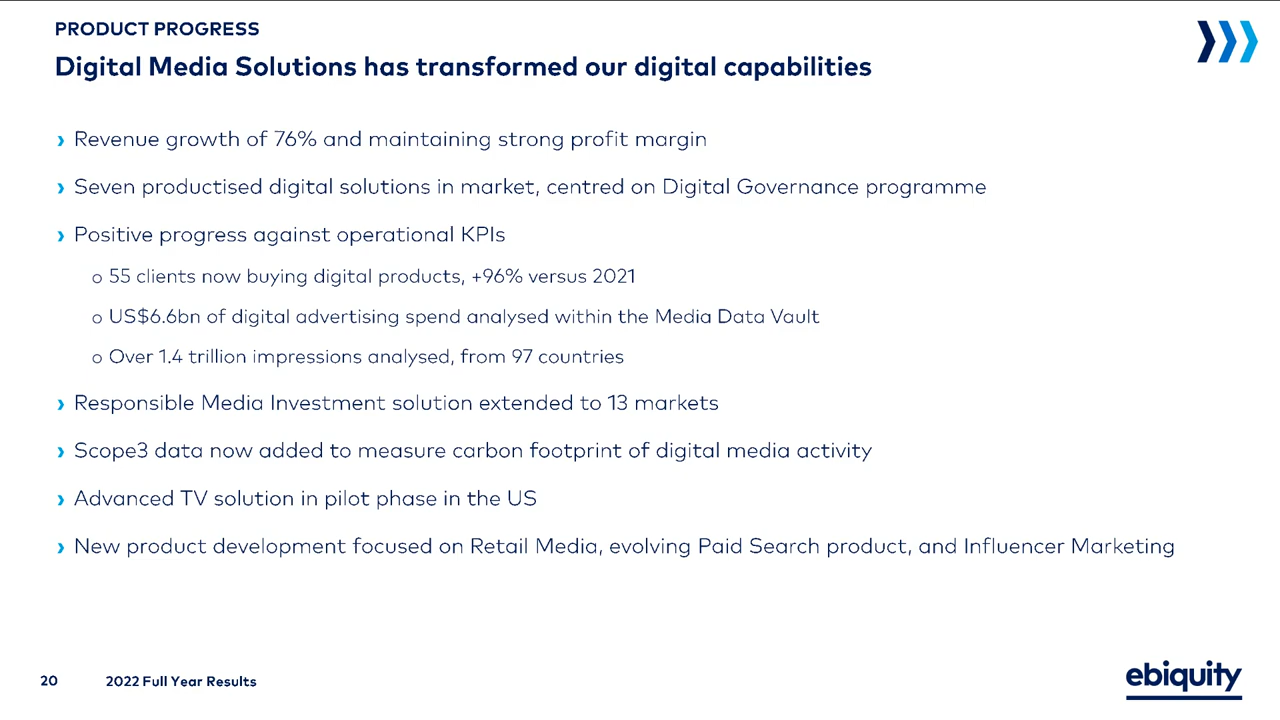 PRODUCT PROGRESS
Digital Media Solutions has transformed our digital capabilities
› Revenue growth of 76% and maintaining strong profit margin
› Seven productised digital solutions in market, centred on Digital Governance programme
› Positive progress against operational KPIs
o 55 clients now buying digital products, +96% versus 2021
o US$6.6bn of digital advertising spend analysed within the Media Data Vault
o Over 1.4 trillion impressions analysed, from 97 countries
› Responsible Media Investment solution extended to 13 markets
› Scope3 data now added to measure carbon footprint of digital media activity
› Advanced TV solution in pilot phase in the US
› New product development focused on Retail Media, evolving Paid Search product, and Influencer Marketing
20 2022 Full Year Results
ebiquity